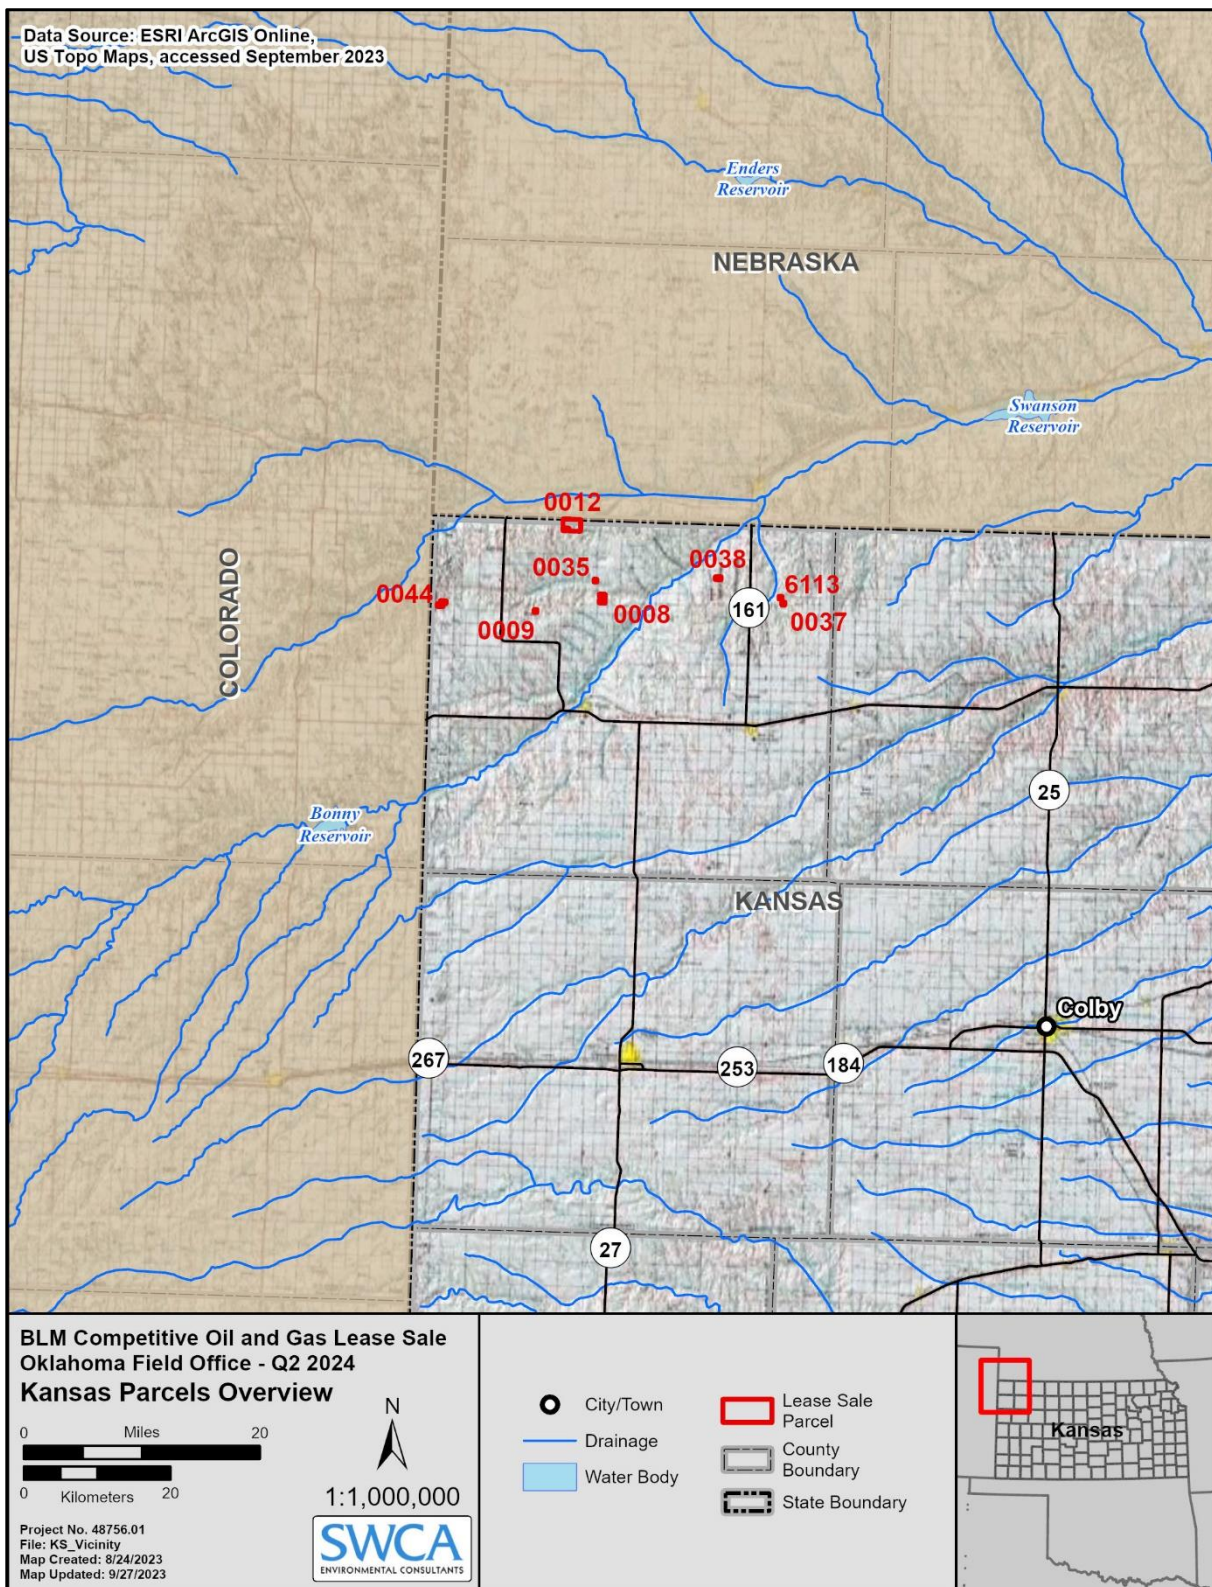 Data Source: ESRI ArcGIS Online,
US Topo Maps, accessed September 2023
Enders
Reservoir
NEBRASKA
Swanson
Reservoir
0012
0035
0038
0044
6113
0008
161
0037
0009
COLORADO
25
Bonny
Reservoir
KANSAS
Colby
267
253
184
27
BLM Competitive Oil and Gas Lease Sale
Oklahoma Field Office - Q2 2024
Kansas Parcels Overview
0 Miles 20
0 Kilometers 20
N
1:1,000,000
Project No. 48756.01
File: KS_Vicinity
Map Created: 8/24/2023
Map Updated: 9/27/2023
SWCA
ENVIRONMENTAL CONSULTANTS
City/Town
Drainage
Water Body
Lease Sale
Parcel
County
Boundary
State Boundary
Kansas